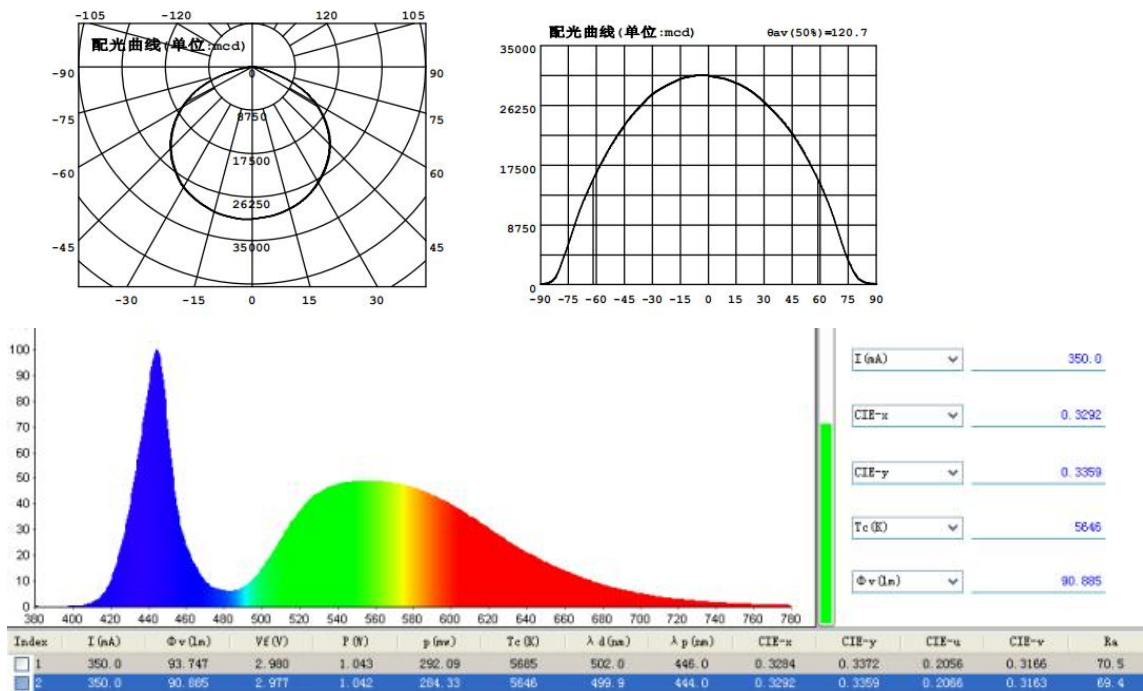 -105 -120 120 105
配光曲线(单位:mcd)
-90 0 90
-75 8750 75
-60 17500 60
26250
-45 35000 45
-30 -15 0 15 30
配光曲线(单位:mcd) θav(50%)=120.7
35000
26250
17500
8750
0
-90 -75 -60 -45 -30 -15 0 15 30 45 60 75 90
100
90
80
70
60
50
40
30
20
10
0
380 400 420 440 460 480 500 520 540 560 580 600 620 640 660 680 700 720 740 760 780
I(mA) 350.0
CIE-x 0.3292
CIE-y 0.3359
Tc(K) 5646
Φv(lm) 90.885
Index I(mA) Φv(lm) Vf(V) P(W) p(mw) Tc(K) λd(nm) λp(nm) CIE-x CIE-y CIE-u CIE-v Ra
1 350.0 93.747 2.980 1.043 292.09 5685 502.0 446.0 0.3284 0.3372 0.2056 0.3166 70.5
2 350.0 90.885 2.977 1.042 284.33 5646 499.9 444.0 0.3292 0.3359 0.2066 0.3163 69.4